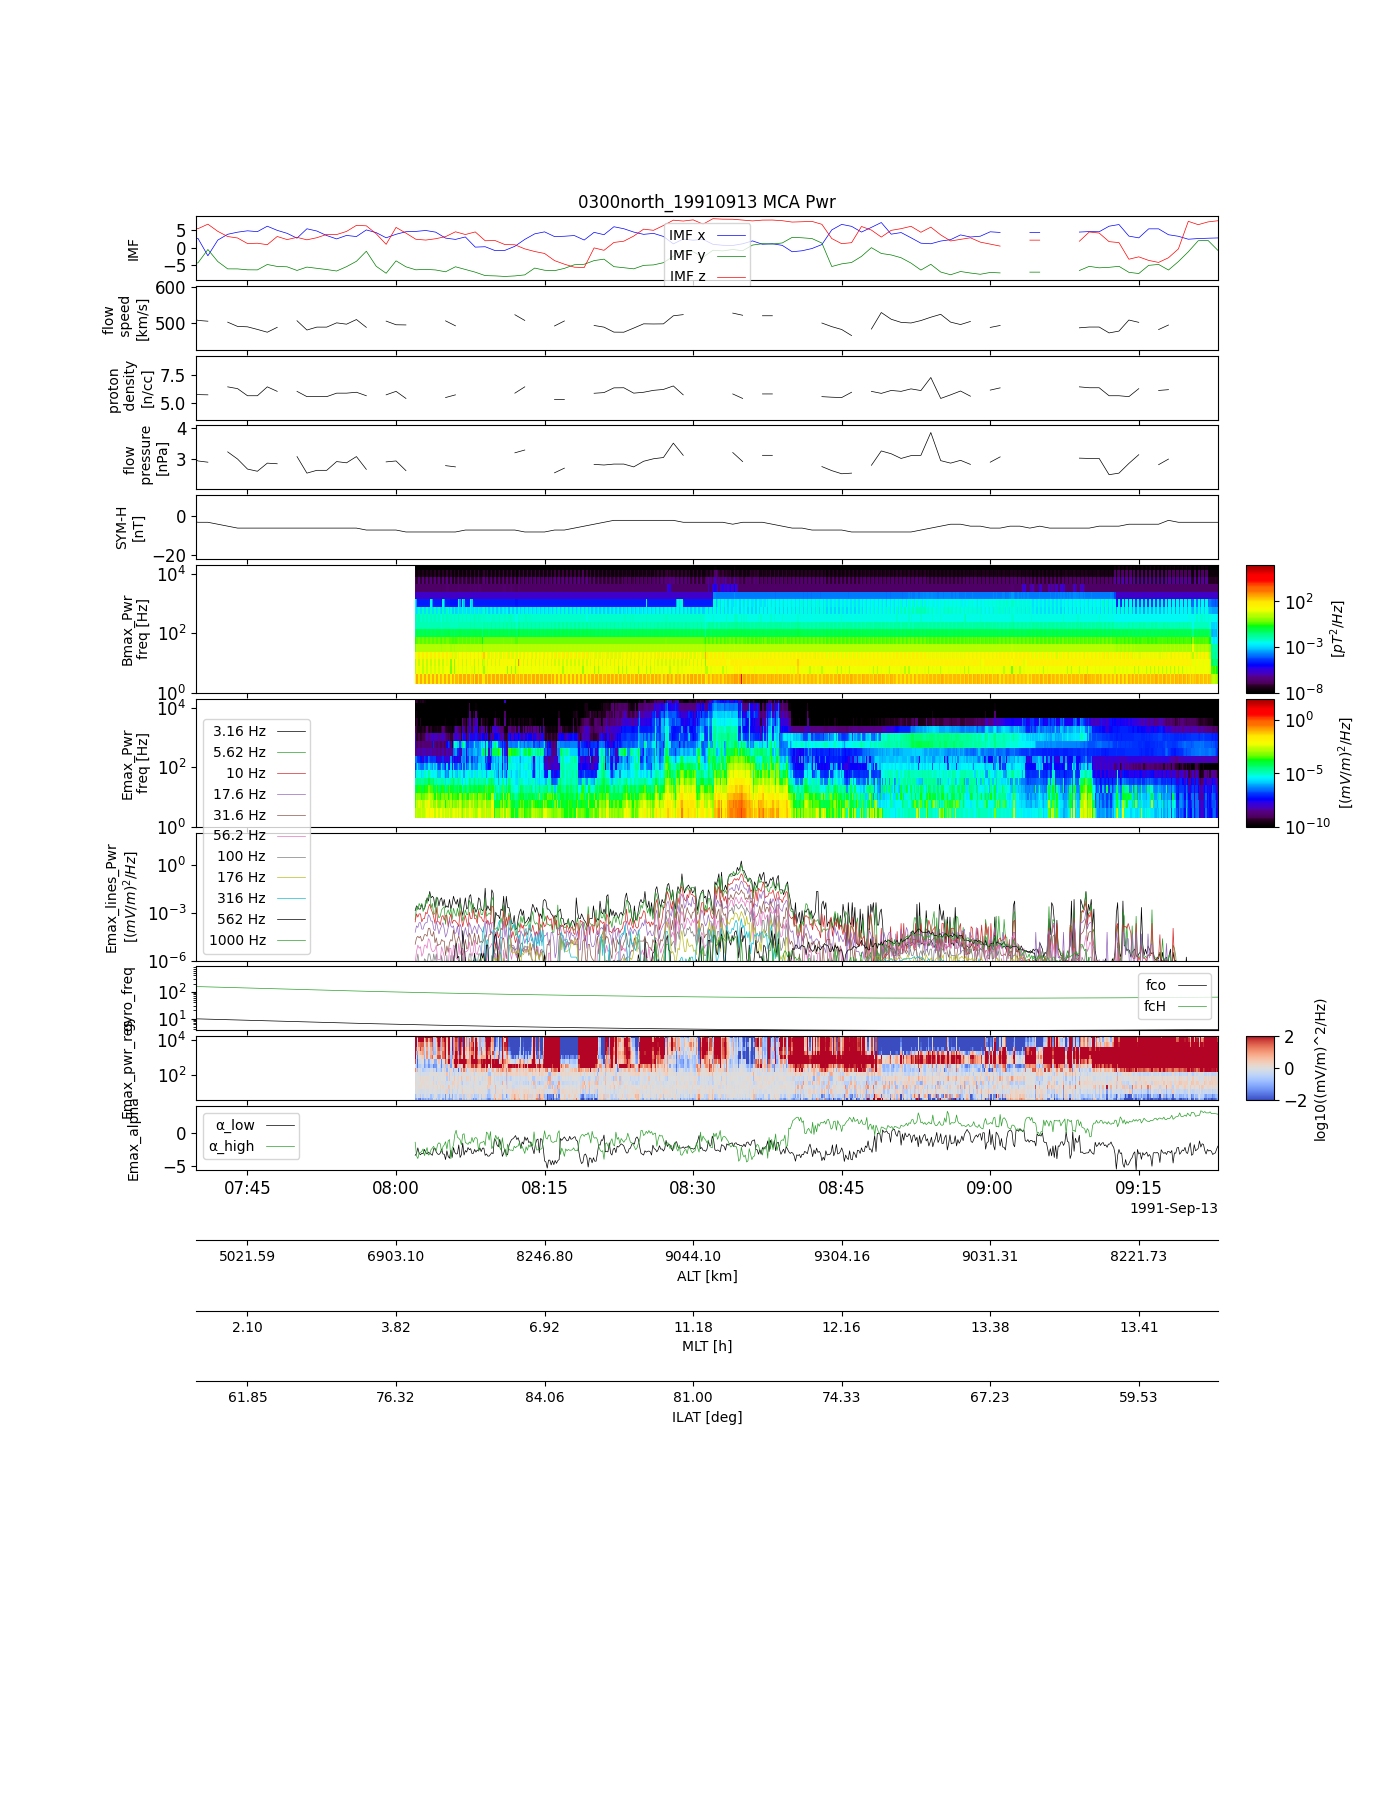 0300north_19910913 MCA Pwr
IMF
5
0
−5
IMF x
IMF y
IMF z
flow
speed
[km/s]
600
500
proton
density
[n/cc]
7.5
5.0
flow
pressure
[nPa]
4
3
SYM-H
[nT]
0
−20
Bmax_Pwr
freq [Hz]
10^4
10^2
10^0
10^2
10^−3
10^−8
[pT^2/Hz]
Emax_Pwr
freq [Hz]
10^4
10^2
10^0
10^0
10^−5
10^−10
[(mV/m)^2/Hz]
3.16 Hz
5.62 Hz
10 Hz
17.6 Hz
31.6 Hz
56.2 Hz
100 Hz
176 Hz
316 Hz
562 Hz
1000 Hz
Emax_lines_Pwr
[(mV/m)^2/Hz]
10^0
10^−3
10^−6
gyro_freq
10^2
10^1
fco
fcH
Emax_pwr_reg
10^4
10^2
2
0
−2
log10((mV/m)^2/Hz)
Emax_alpha
0
−5
α_low
α_high
07:45 08:00 08:15 08:30 08:45 09:00 09:15
1991-Sep-13
5021.59 6903.10 8246.80 9044.10 9304.16 9031.31 8221.73
ALT [km]
2.10 3.82 6.92 11.18 12.16 13.38 13.41
MLT [h]
61.85 76.32 84.06 81.00 74.33 67.23 59.53
ILAT [deg]